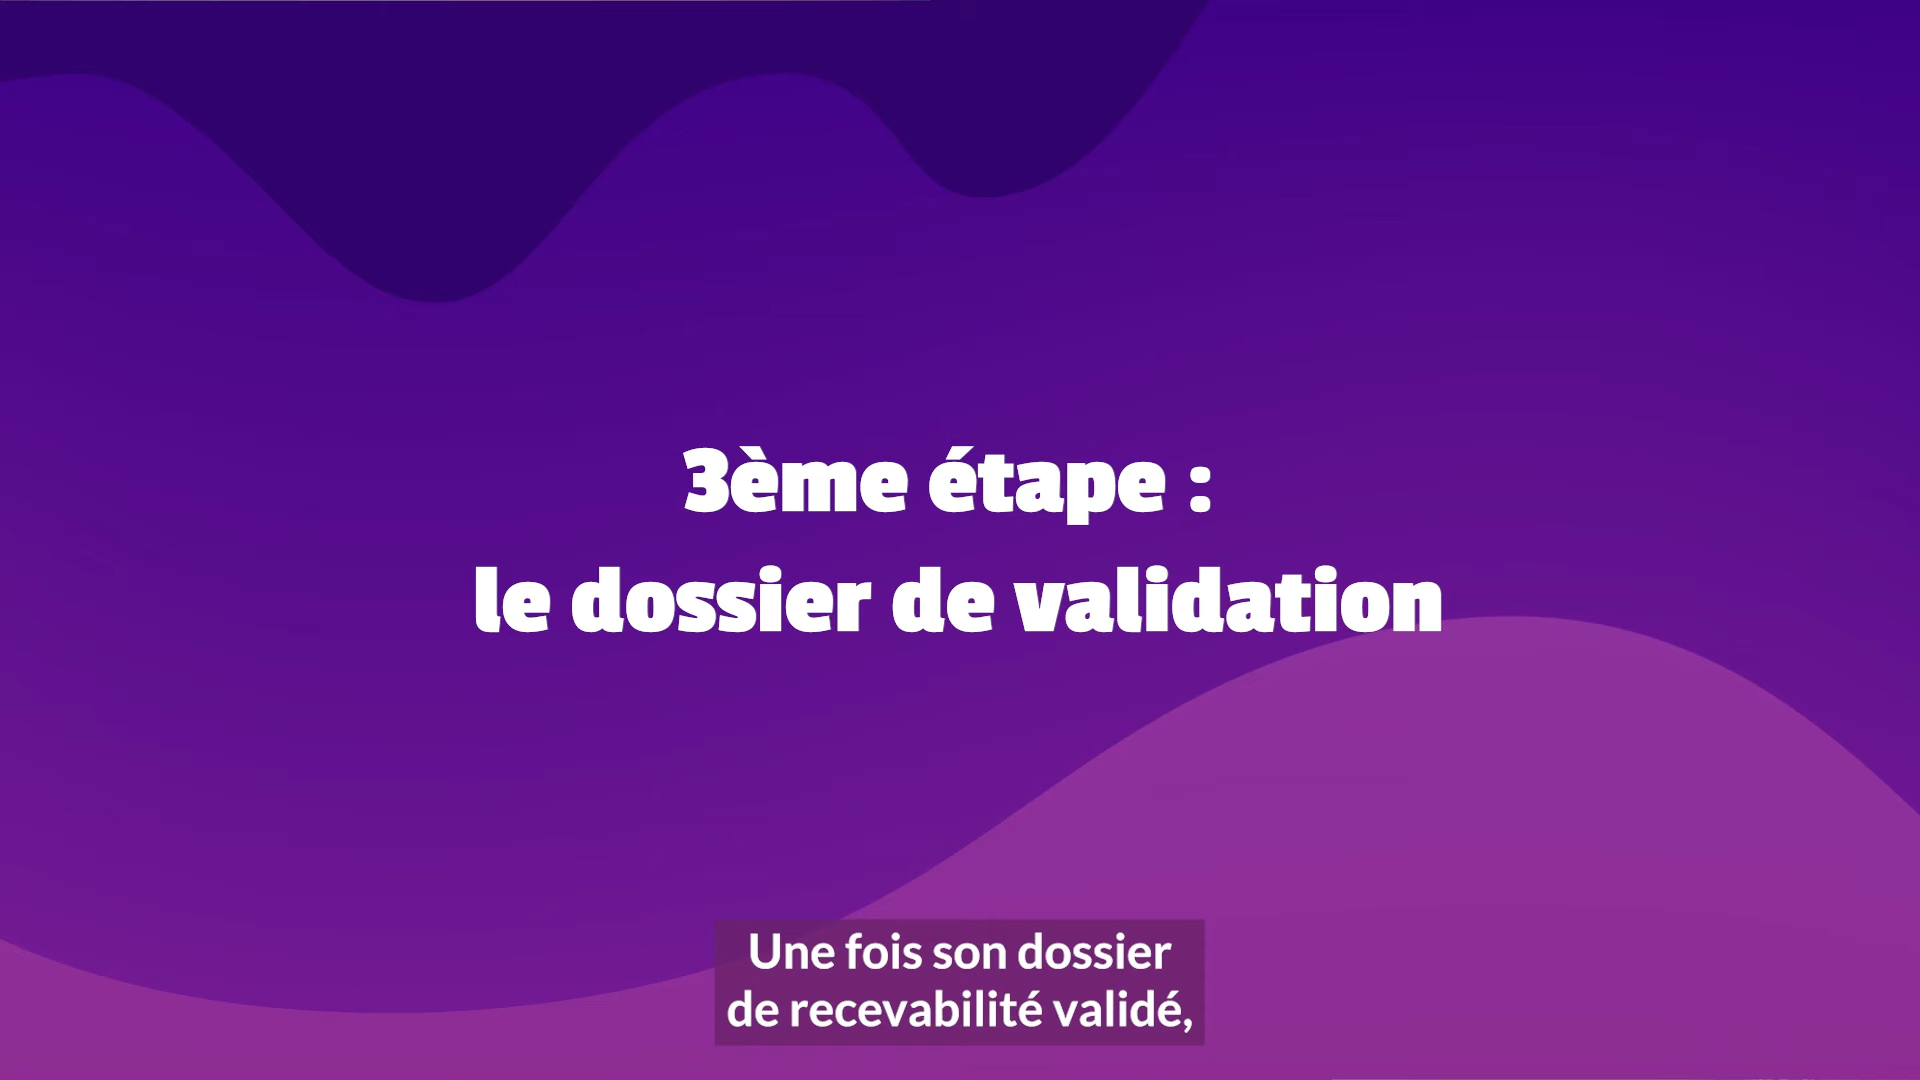 3ème étape :
le dossier de validation
Une fois son dossier
de recevabilité validé,